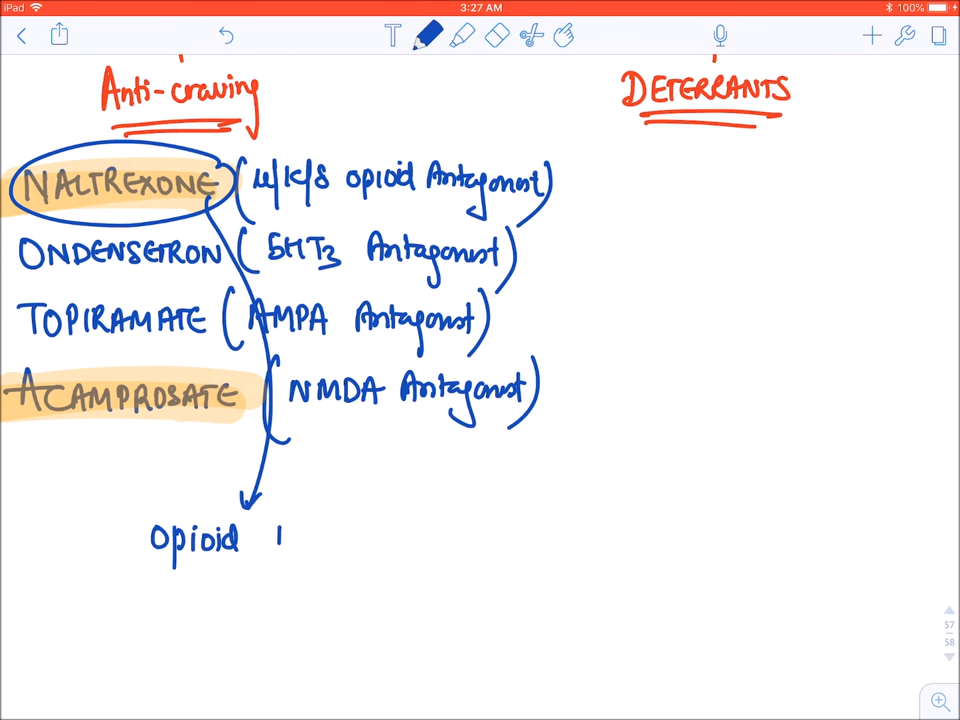 iPad 3:27 AM 100%
T
Anti-craving DETERRANTS
NALTREXONE (μ/K/δ opioid Antagonist)
ONDENSETRON (5HT3 Antagonist)
TOPIRAMATE (AMPA Antagonist)
ACAMPROSATE (NMDA Antagonist)
Opioid
57
58